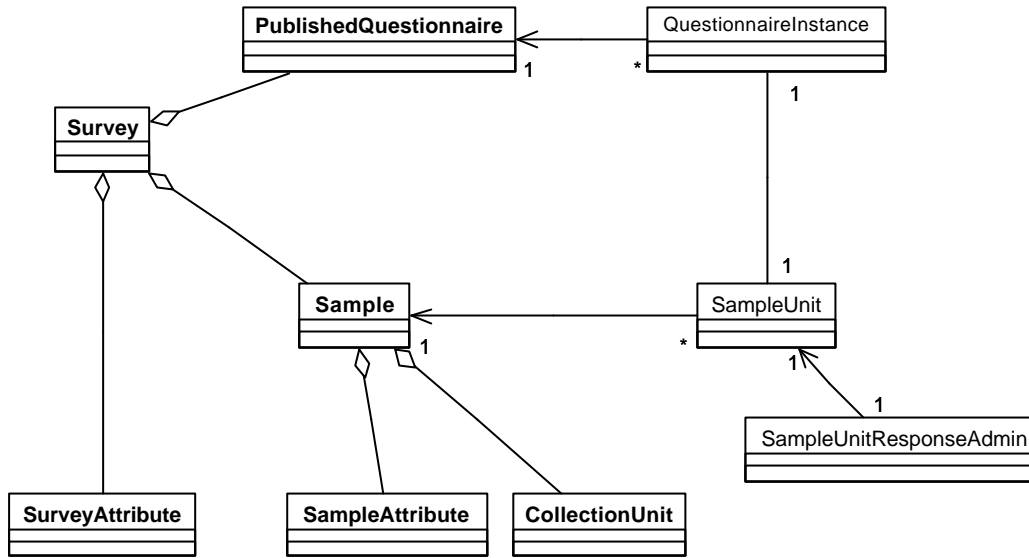 PublishedQuestionnaire
QuestionnaireInstance
1
*
1
Survey
1
Sample
SampleUnit
1
*
1
1
SampleUnitResponseAdmin
SurveyAttribute
SampleAttribute
CollectionUnit